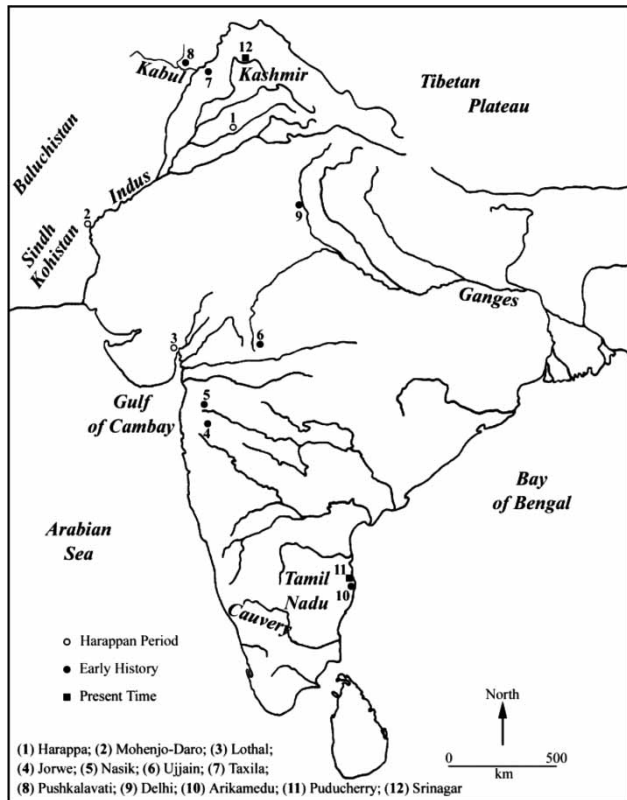 8
12
Kabul
7
Kashmir
Tibetan
Plateau
1
Baluchistan
Indus
2
9
Sindh
Kohistan
Ganges
3
6
Gulf
of Cambay
5
4
Bay
of Bengal
Arabian
Sea
11
Tamil
Nadu
10
Cauvery
Harappan Period
Early History
Present Time
North
0 500
km
(1) Harappa; (2) Mohenjo-Daro; (3) Lothal;
(4) Jorwe; (5) Nasik; (6) Ujjain; (7) Taxila;
(8) Pushkalavati; (9) Delhi; (10) Arikamedu; (11) Puducherry; (12) Srinagar